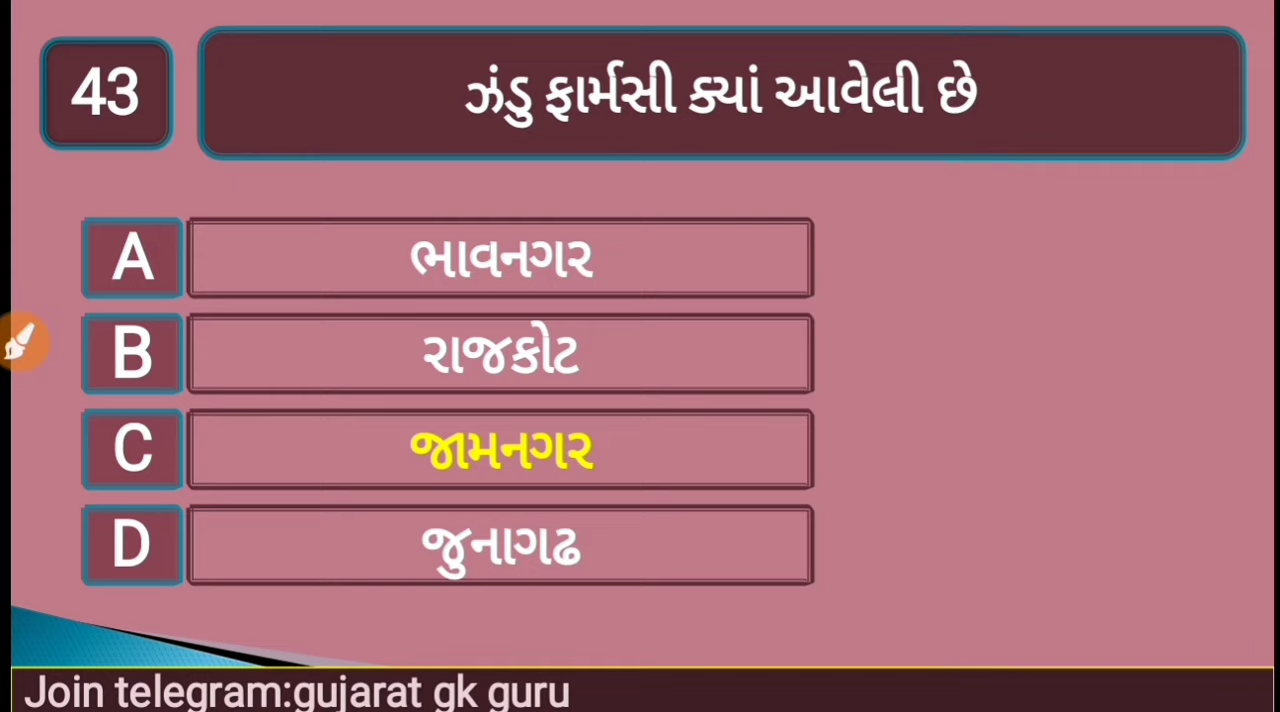 43
ઝંડુ ફાર્મસી ક્યાં આવેલી છે
A ભાવનગર
B રાજકોટ
C જામનગર
D જુનાગઢ
Join telegram:gujarat gk guru